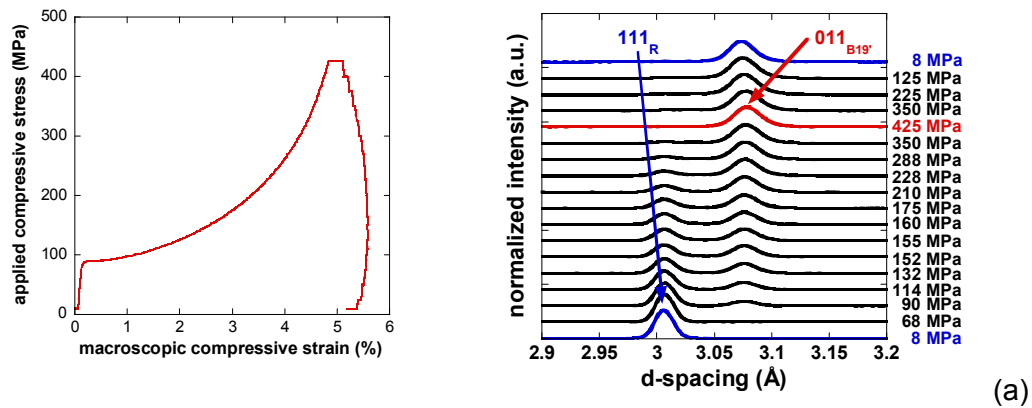 applied compressive stress (MPa)
500
400
300
200
100
0
0 1 2 3 4 5 6
macroscopic compressive strain (%)
normalized intensity (a.u.)
111R
011B19'
8 MPa
125 MPa
225 MPa
350 MPa
425 MPa
350 MPa
288 MPa
228 MPa
210 MPa
175 MPa
160 MPa
155 MPa
152 MPa
132 MPa
114 MPa
90 MPa
68 MPa
8 MPa
2.9 2.95 3 3.05 3.1 3.15 3.2
d-spacing (Å)
(a)